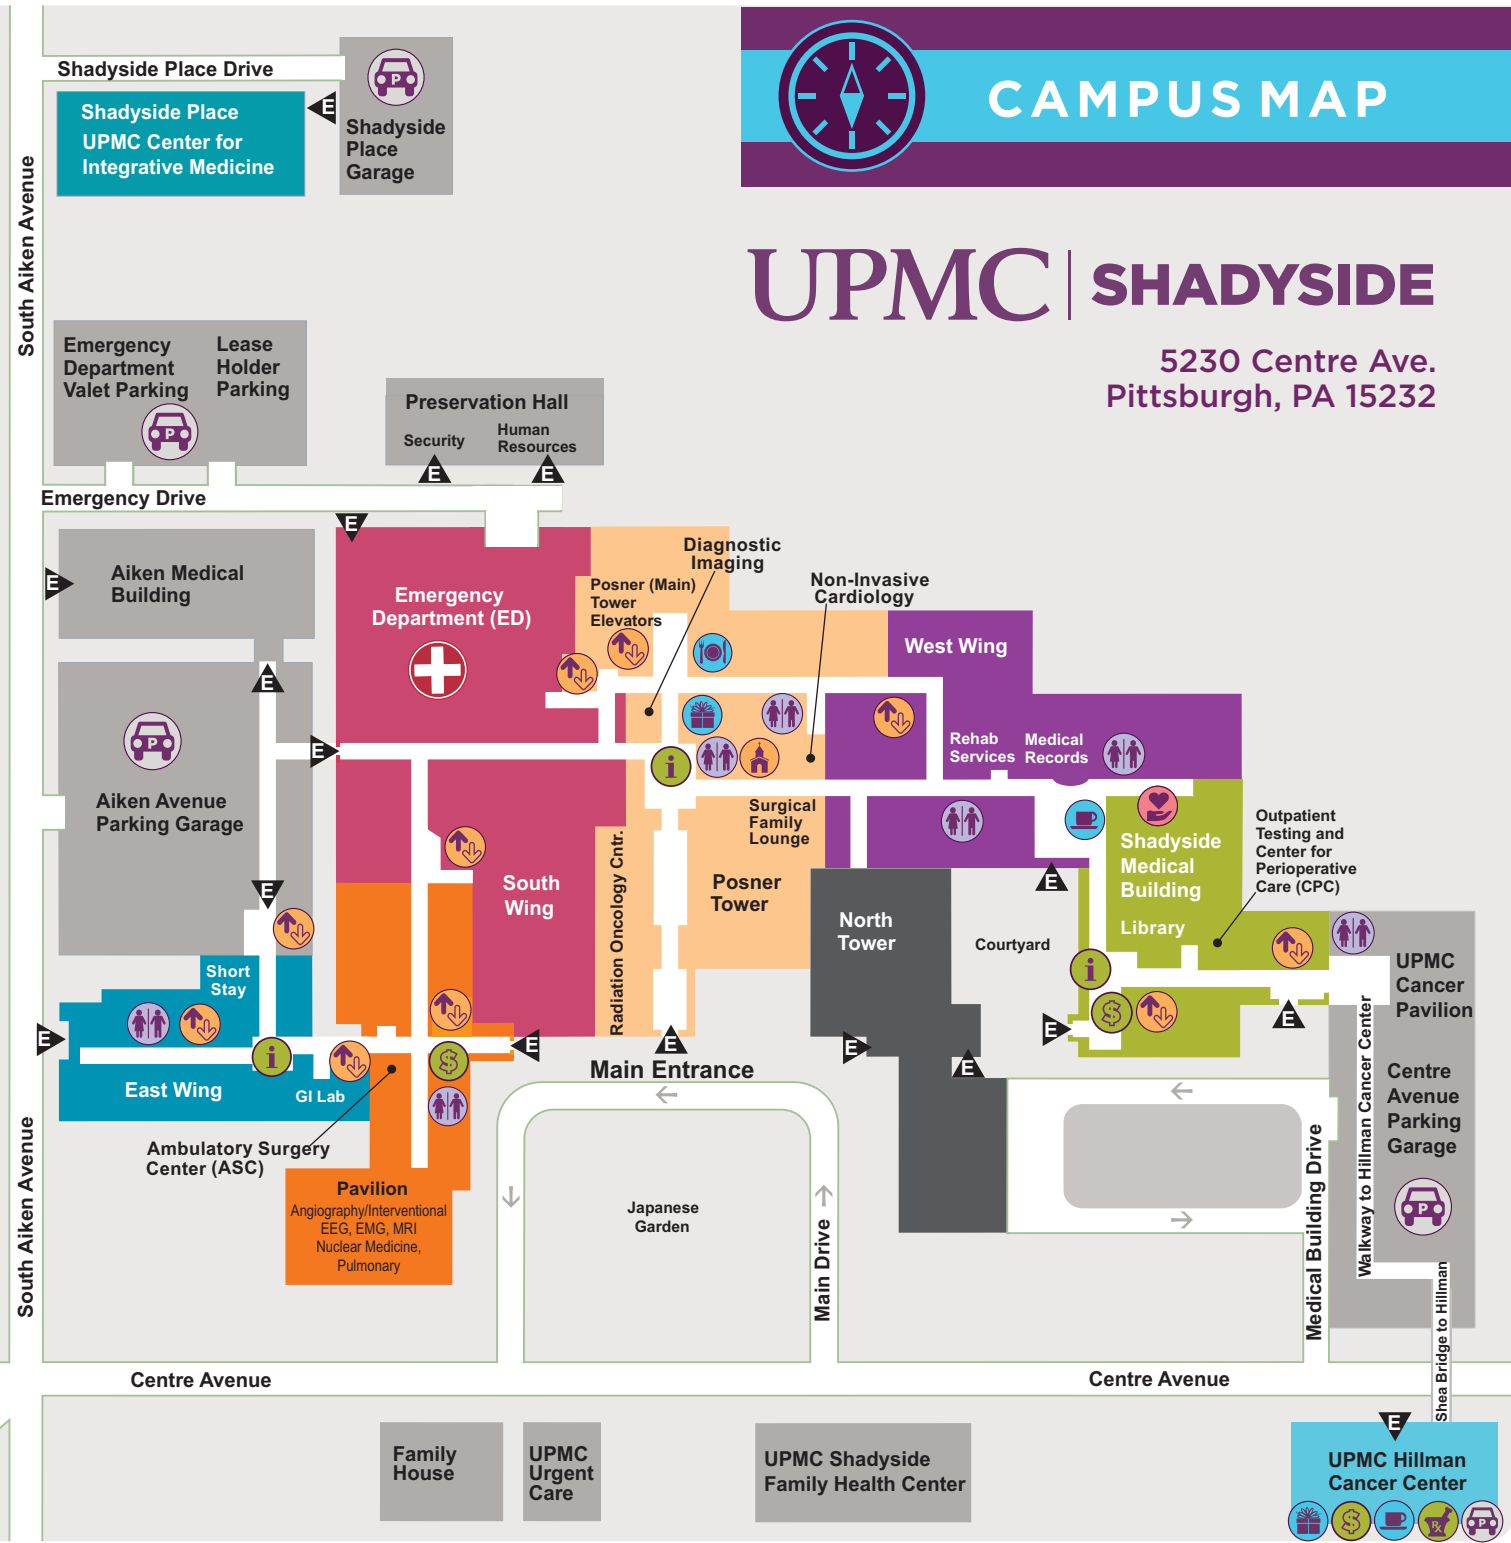 CAMPUS MAP
UPMC | SHADYSIDE
5230 Centre Ave.
Pittsburgh, PA 15232
Shadyside Place Drive
Shadyside Place
UPMC Center for
Integrative Medicine
E
P
Shadyside
Place
Garage
South Aiken Avenue
Emergency
Department
Valet Parking
Lease
Holder
Parking
P
Preservation Hall
Security
Human
Resources
E
E
Emergency Drive
E
E
Aiken Medical
Building
Emergency
Department (ED)
Posner (Main)
Tower
Elevators
Diagnostic
Imaging
Non-Invasive
Cardiology
West Wing
E
P
Aiken Avenue
Parking Garage
E
i
Rehab
Services
Medical
Records
Surgical
Family
Lounge
Shadyside
Medical
Building
Library
Outpatient
Testing and
Center for
Perioperative
Care (CPC)
E
South
Wing
Radiation Oncology Cntr.
Posner
Tower
North
Tower
E
Courtyard
i
$
E
E
UPMC
Cancer
Pavilion
Short
Stay
E
i
East Wing
GI Lab
$
E
E
Main Entrance
E
E
Ambulatory Surgery
Center (ASC)
Pavilion
Angiography/Interventional
EEG, EMG, MRI
Nuclear Medicine,
Pulmonary
Japanese
Garden
Main Drive
Medical Building Drive
Walkway to Hillman Cancer Center
Centre
Avenue
Parking
Garage
P
Shea Bridge to Hillman
South Aiken Avenue
Centre Avenue
Centre Avenue
Family
House
UPMC
Urgent
Care
UPMC Shadyside
Family Health Center
E
UPMC Hillman
Cancer Center
$
Rx
P